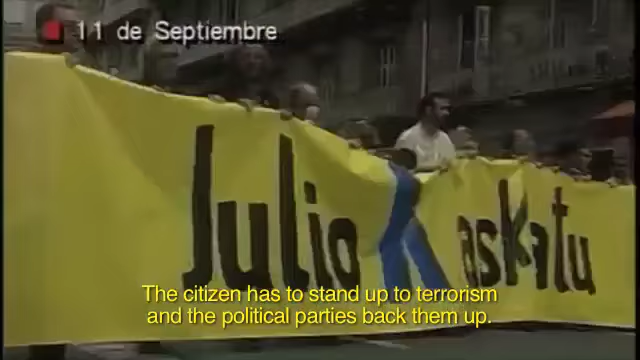 11 de Septiembre
Julio askatu
The citizen has to stand up to terrorism
and the political parties back them up.